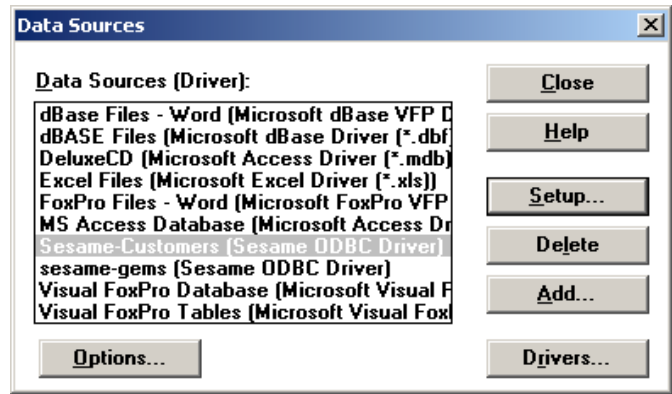 Data Sources
Data Sources (Driver):
dBase Files - Word (Microsoft dBase VFP D
dBASE Files (Microsoft dBase Driver (*.dbf
DeluxeCD (Microsoft Access Driver (*.mdb)
Excel Files (Microsoft Excel Driver (*.xls))
FoxPro Files - Word (Microsoft FoxPro VFP
MS Access Database (Microsoft Access Dr
Sesame-Customers (Sesame ODBC Driver)
sesame-gems (Sesame ODBC Driver)
Visual FoxPro Database (Microsoft Visual F
Visual FoxPro Tables (Microsoft Visual Fox
Close
Help
Setup...
Delete
Add...
Options...
Drivers...